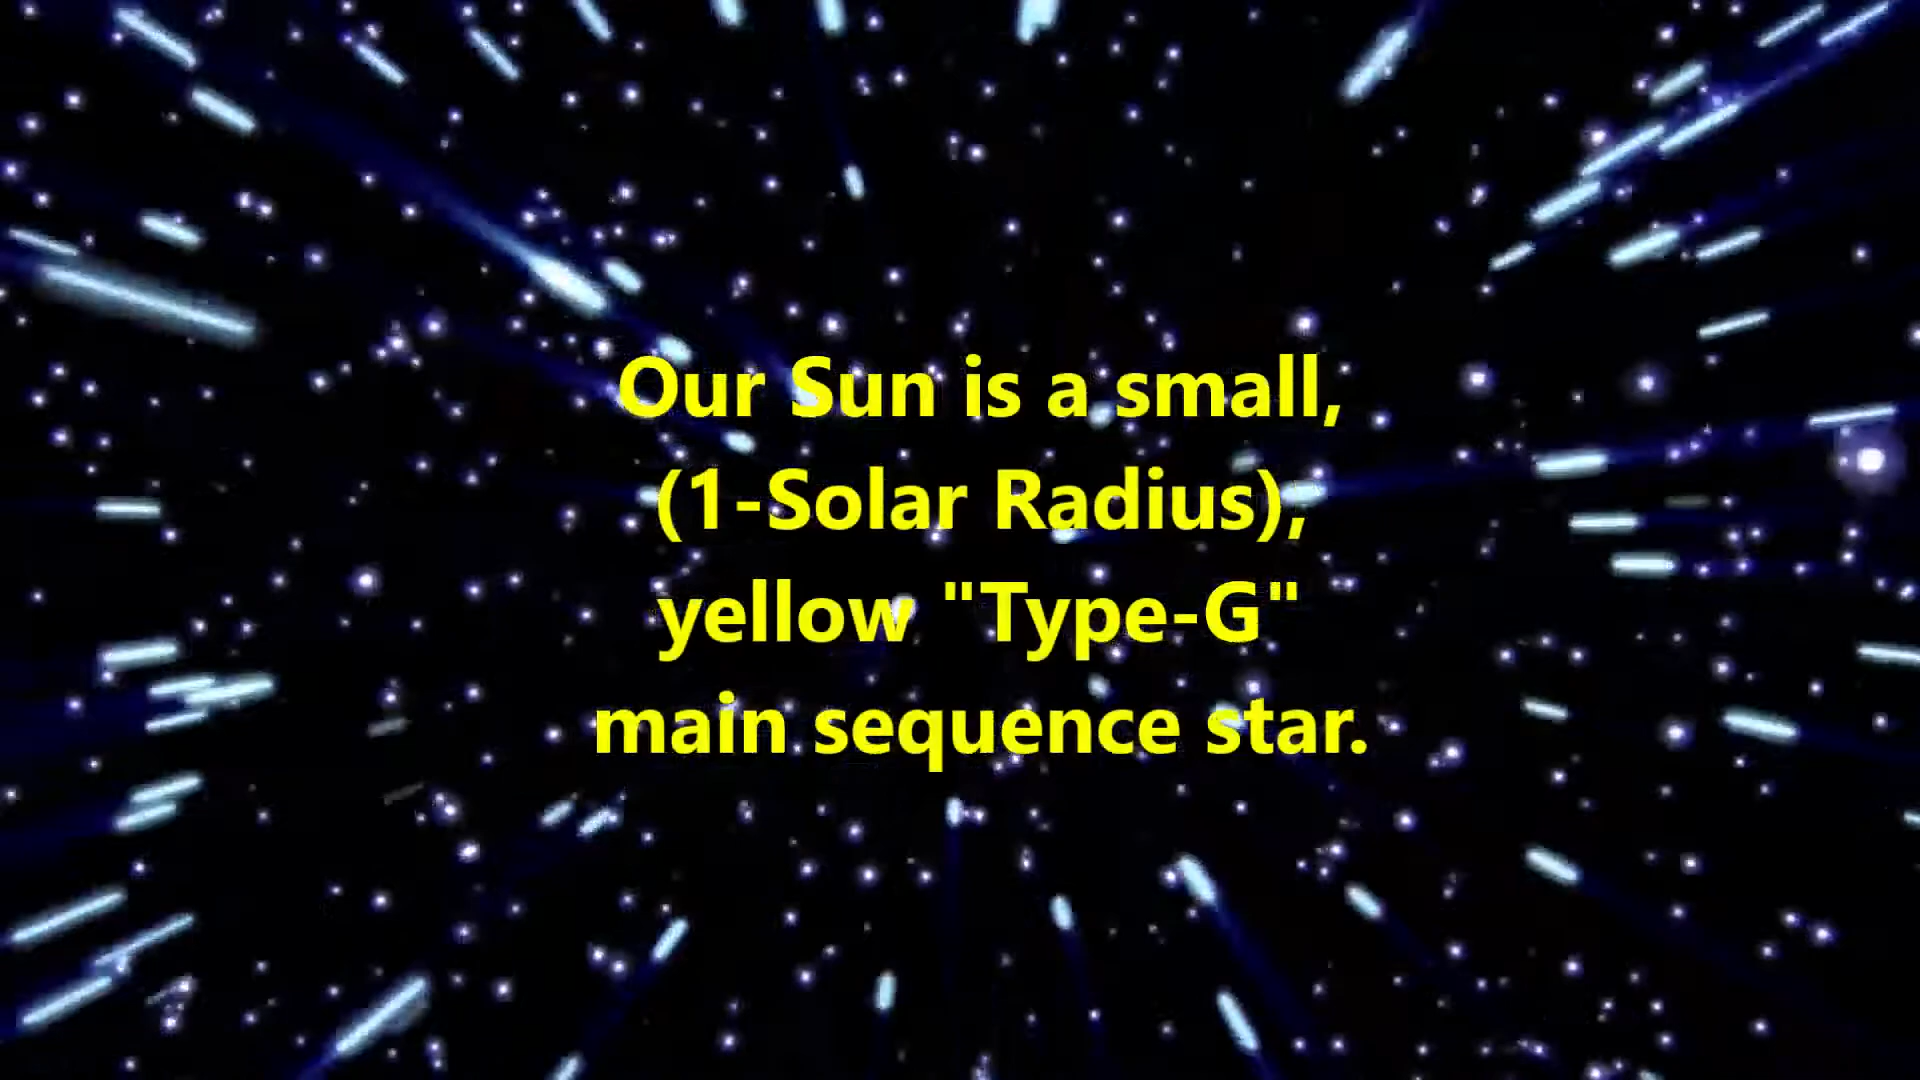 Our Sun is a small,
(1-Solar Radius),
yellow "Type-G"
main sequence star.